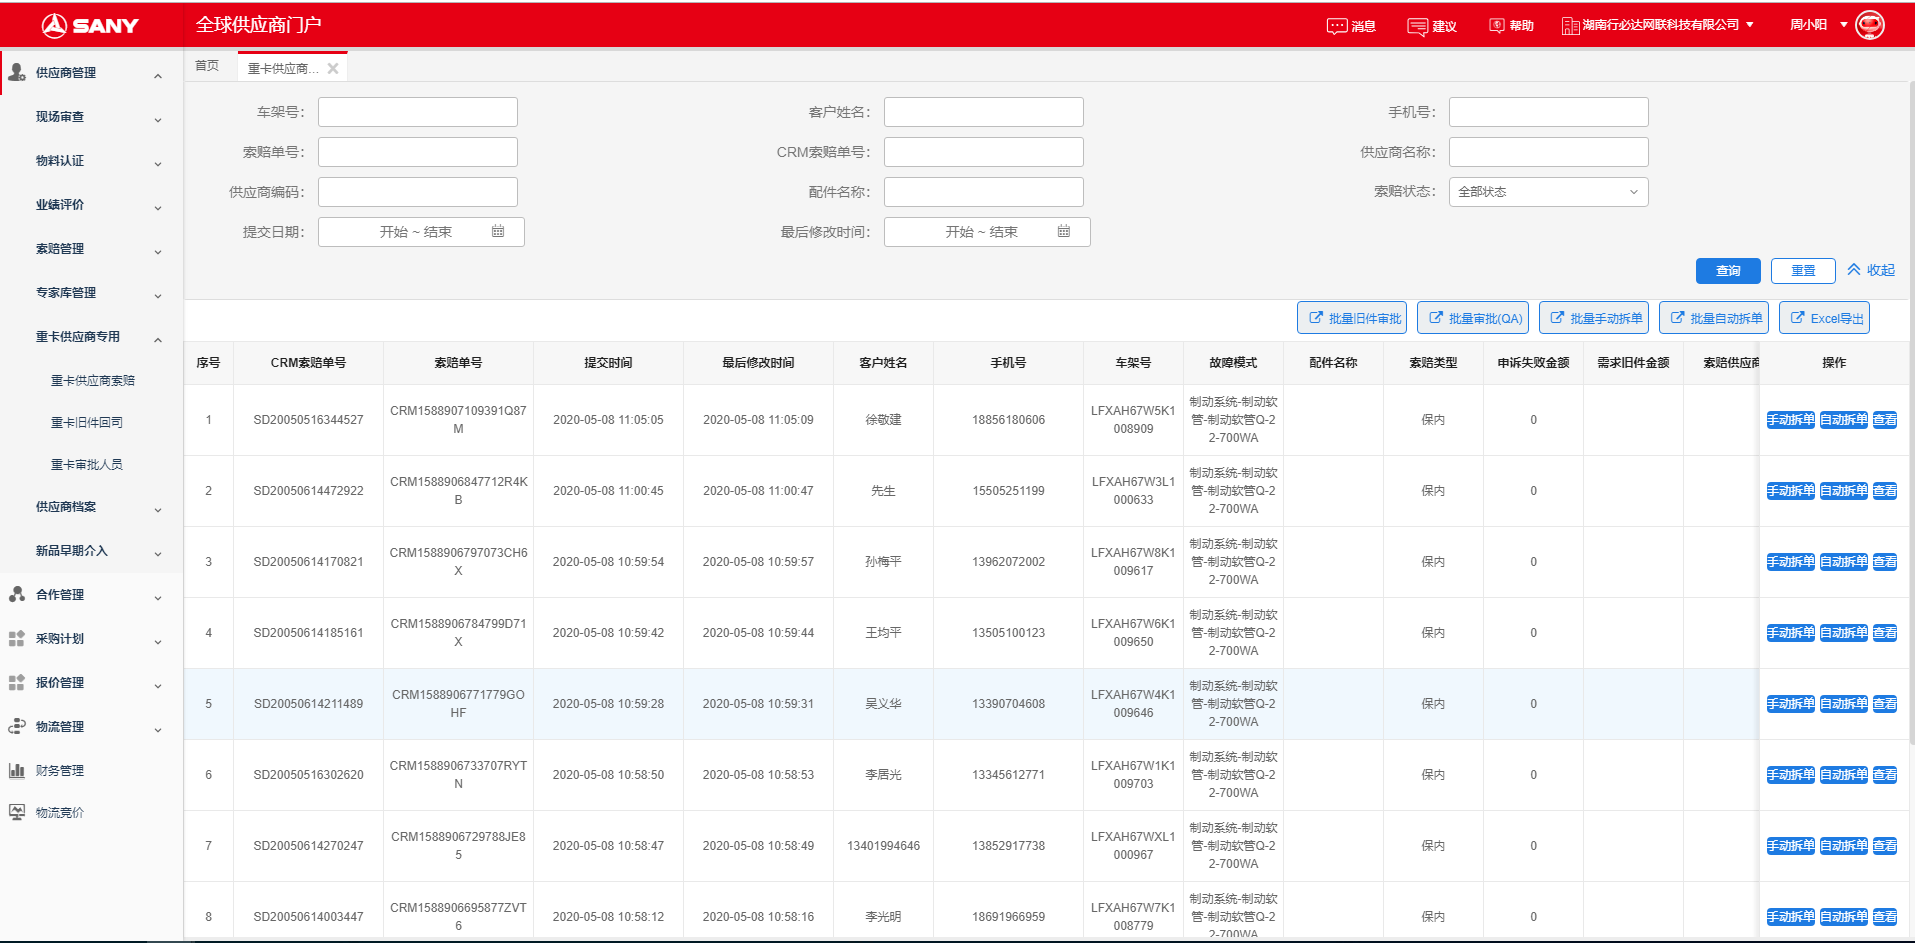 SANY
全球供应商门户
消息
建议
帮助
湖南行必达网联科技有限公司
周小阳
供应商管理
现场审查
物料认证
业绩评价
索赔管理
专家库管理
重卡供应商专用
重卡供应商索赔
重卡旧件回司
重卡审批人员
供应商档案
新品早期介入
合作管理
采购计划
报价管理
物流管理
财务管理
物流竞价
首页
重卡供应商...
车架号:
客户姓名:
手机号:
索赔单号:
CRM索赔单号:
供应商名称:
供应商编码:
配件名称:
索赔状态: 全部状态
提交日期: 开始 ~ 结束
最后修改时间: 开始 ~ 结束
查询
重置
收起
批量旧件审批
批量审批(QA)
批量手动拆单
批量自动拆单
Excel导出
序号 CRM索赔单号 索赔单号 提交时间 最后修改时间 客户姓名 手机号 车架号 故障模式 配件名称 索赔类型 申诉失败金额 需求旧件金额 索赔供应商 操作
1 SD20050516344527 CRM1588907109391Q87M 2020-05-08 11:05:05 2020-05-08 11:05:09 徐敬建 18856180606 LFXAH67W5K1008909 制动系统-制动软管-制动软管Q-22-700WA 保内 0 手动拆单 自动拆单 查看
2 SD20050614472922 CRM1588906847712R4KB 2020-05-08 11:00:45 2020-05-08 11:00:47 先生 15505251199 LFXAH67W3L1000633 制动系统-制动软管-制动软管Q-22-700WA 保内 0 手动拆单 自动拆单 查看
3 SD20050614170821 CRM1588906797073CH6X 2020-05-08 10:59:54 2020-05-08 10:59:57 孙梅平 13962072002 LFXAH67W8K1009617 制动系统-制动软管-制动软管Q-22-700WA 保内 0 手动拆单 自动拆单 查看
4 SD20050614185161 CRM1588906784799D71X 2020-05-08 10:59:42 2020-05-08 10:59:44 王均平 13505100123 LFXAH67W6K1009650 制动系统-制动软管-制动软管Q-22-700WA 保内 0 手动拆单 自动拆单 查看
5 SD20050614211489 CRM1588906771779GOHF 2020-05-08 10:59:28 2020-05-08 10:59:31 吴义华 13390704608 LFXAH67W4K1009646 制动系统-制动软管-制动软管Q-22-700WA 保内 0 手动拆单 自动拆单 查看
6 SD20050516302620 CRM1588906733707RYTN 2020-05-08 10:58:50 2020-05-08 10:58:53 李居光 13345612771 LFXAH67W1K1009703 制动系统-制动软管-制动软管Q-22-700WA 保内 0 手动拆单 自动拆单 查看
7 SD20050614270247 CRM1588906729788JE85 2020-05-08 10:58:47 2020-05-08 10:58:49 13401994646 13852917738 LFXAH67WXL1000967 制动系统-制动软管-制动软管Q-22-700WA 保内 0 手动拆单 自动拆单 查看
8 SD20050614003447 CRM1588906695877ZVT6 2020-05-08 10:58:12 2020-05-08 10:58:16 李光明 18691966959 LFXAH67W7K1008779 制动系统-制动软管-制动软管Q-22-700WA 保内 0 手动拆单 自动拆单 查看